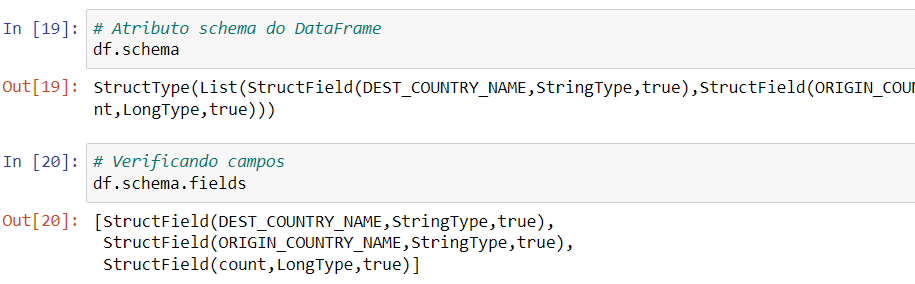 In [19]: # Atributo schema do DataFrame
df.schema
Out[19]: StructType(List(StructField(DEST_COUNTRY_NAME,StringType,true),StructField(ORIGIN_COU
nt,LongType,true)))
In [20]: # Verificando campos
df.schema.fields
Out[20]: [StructField(DEST_COUNTRY_NAME,StringType,true),
StructField(ORIGIN_COUNTRY_NAME,StringType,true),
StructField(count,LongType,true)]